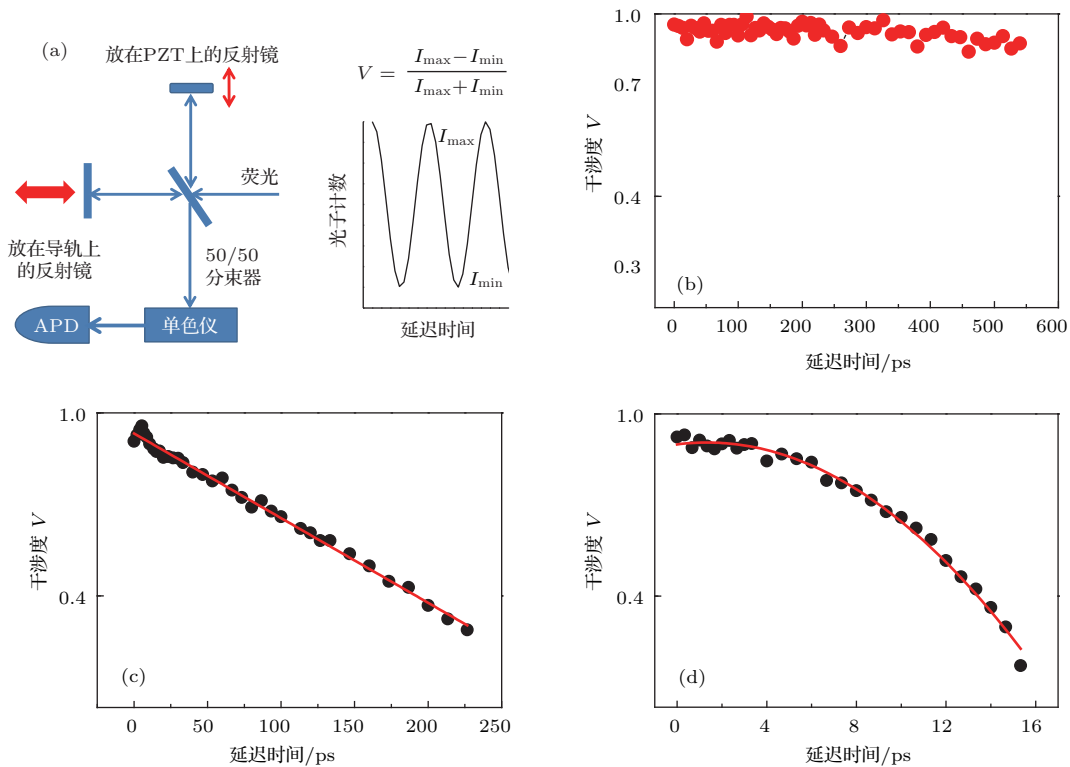 (a)
放在PZT上的反射镜
荧光
放在导轨上
的反射镜
50/50
分束器
APD
单色仪
V = (I_max − I_min)/(I_max + I_min)
I_max
I_min
光子计数
延迟时间
1.0
0.7
0.4
0.3
干涉度 V
(b)
0 100 200 300 400 500 600
延迟时间/ps
1.0
0.4
干涉度 V
(c)
0 50 100 150 200 250
延迟时间/ps
1.0
0.4
干涉度 V
(d)
0 4 8 12 16
延迟时间/ps